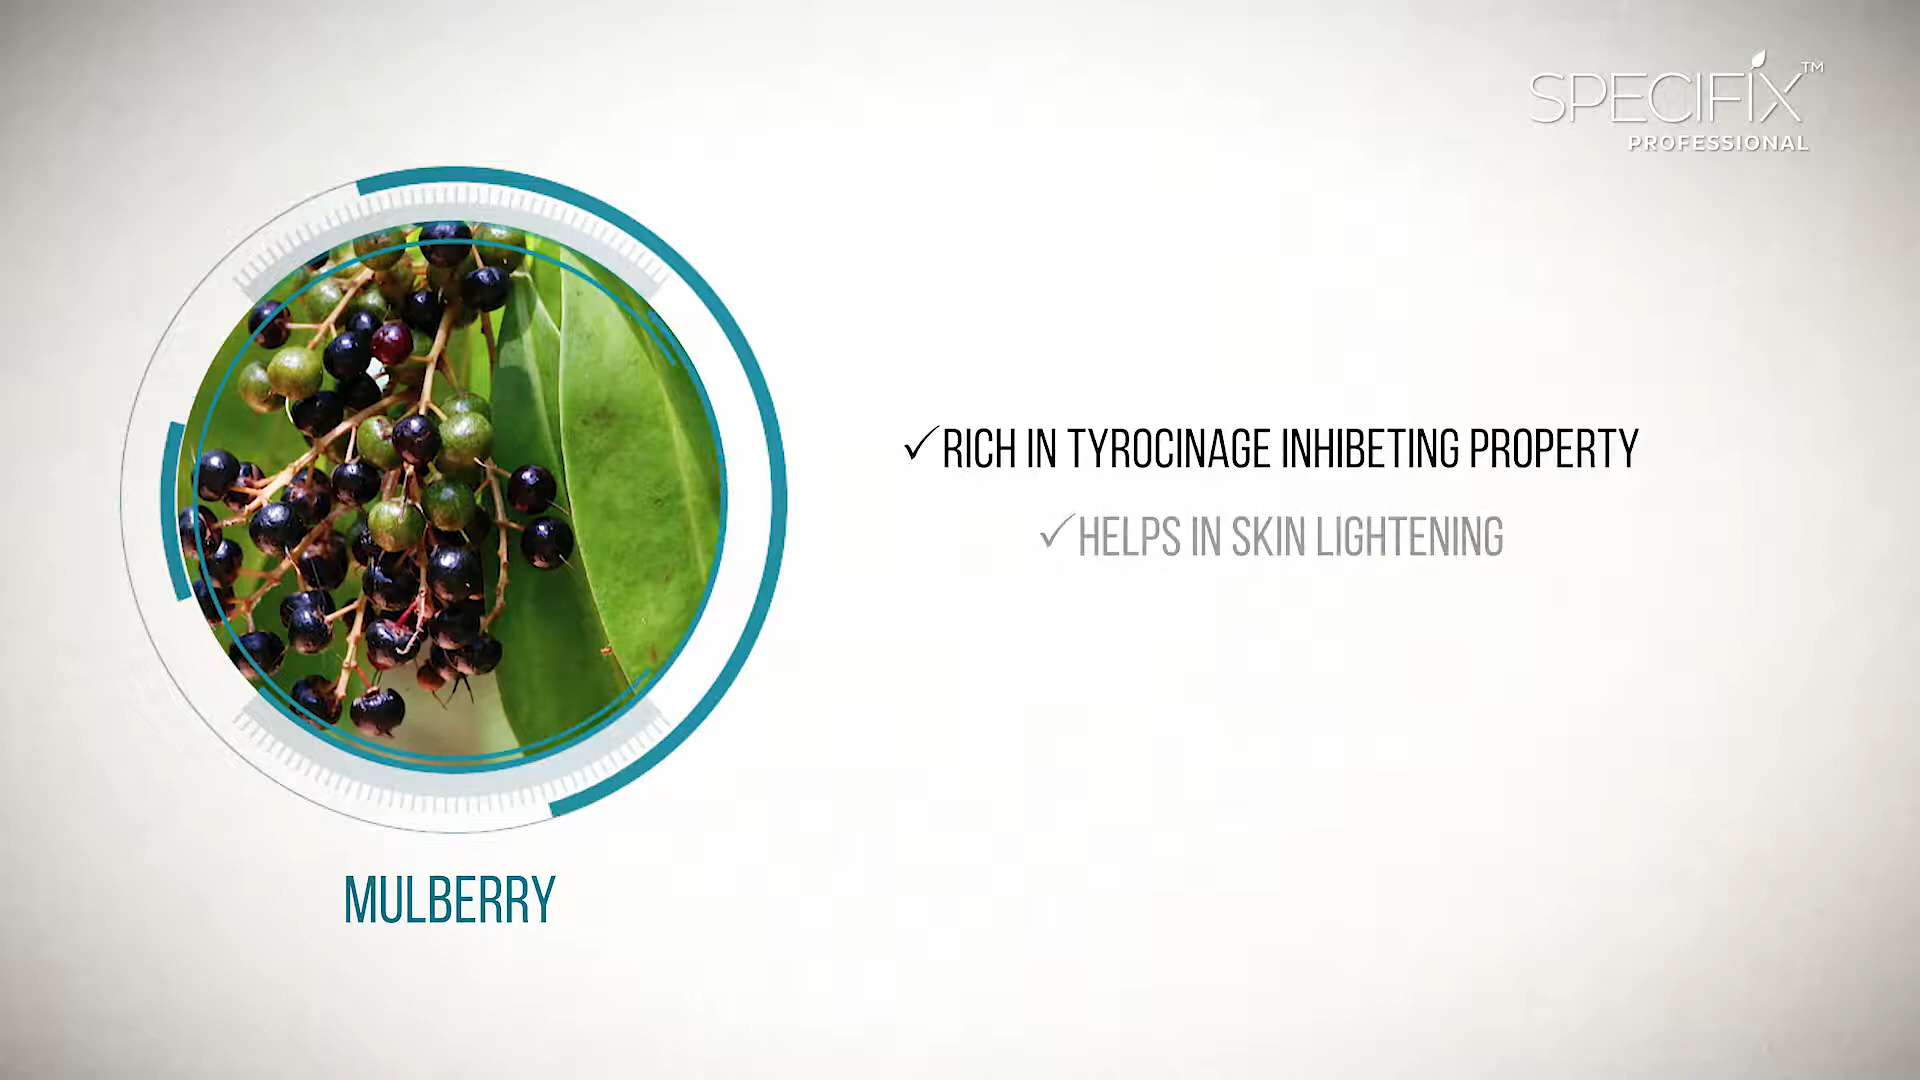 SPECIFIX™
PROFESSIONAL
✓RICH IN TYROCINAGE INHIBETING PROPERTY
✓HELPS IN SKIN LIGHTENING
MULBERRY